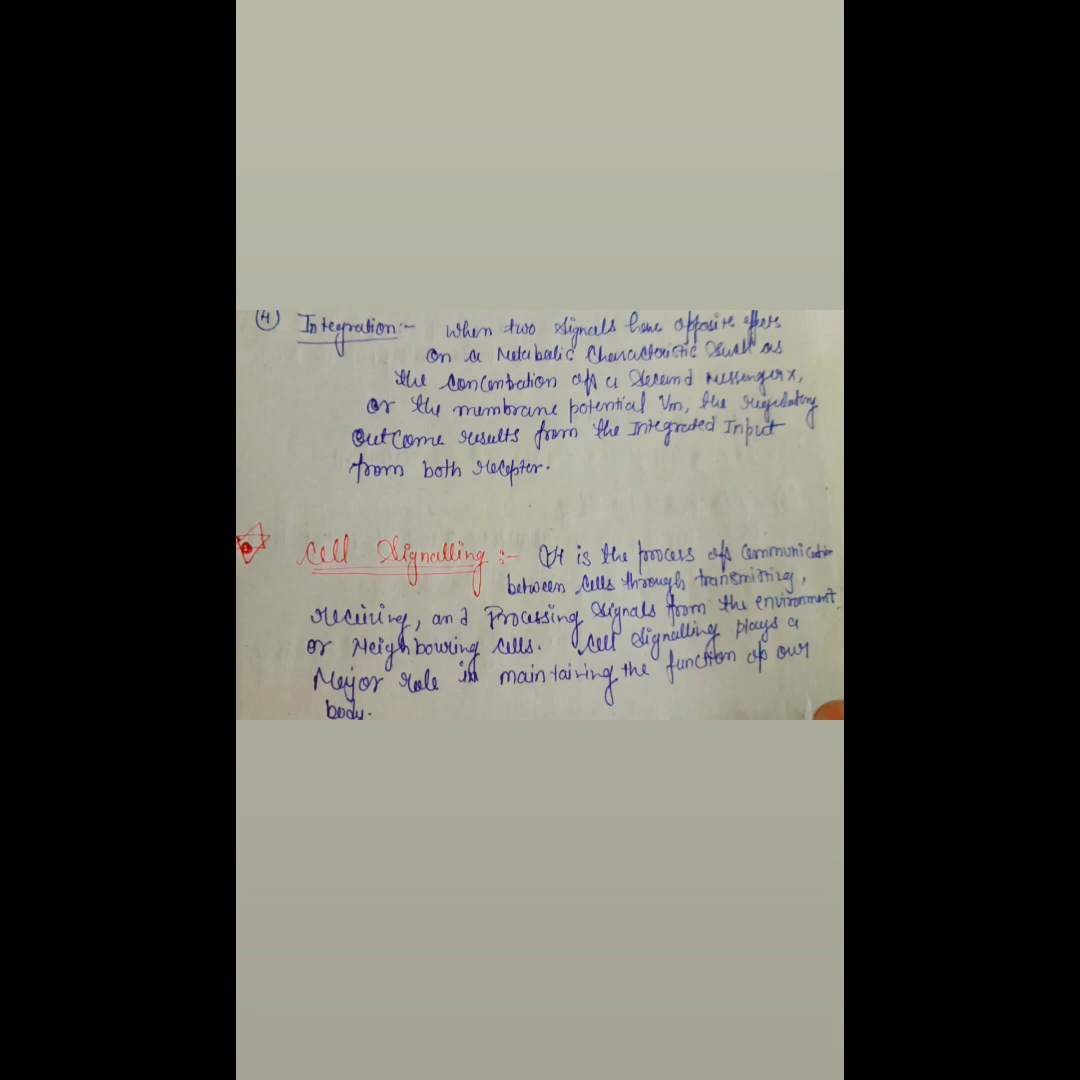 (4) Integration:- When two signals have opposite effects
on a Metabolic Characteristic such as
the concentration of a Second Messenger x,
or the membrane potential Vm, the regulatory
Outcome results from the Integrated Input
from both receptor.
Cell Signalling :- It is the process of Communication
between cells through transmitting,
receiving, and Processing signals from the environment
or Neighbouring cells. Cell signalling plays a
Major role in maintaining the function of our
body.